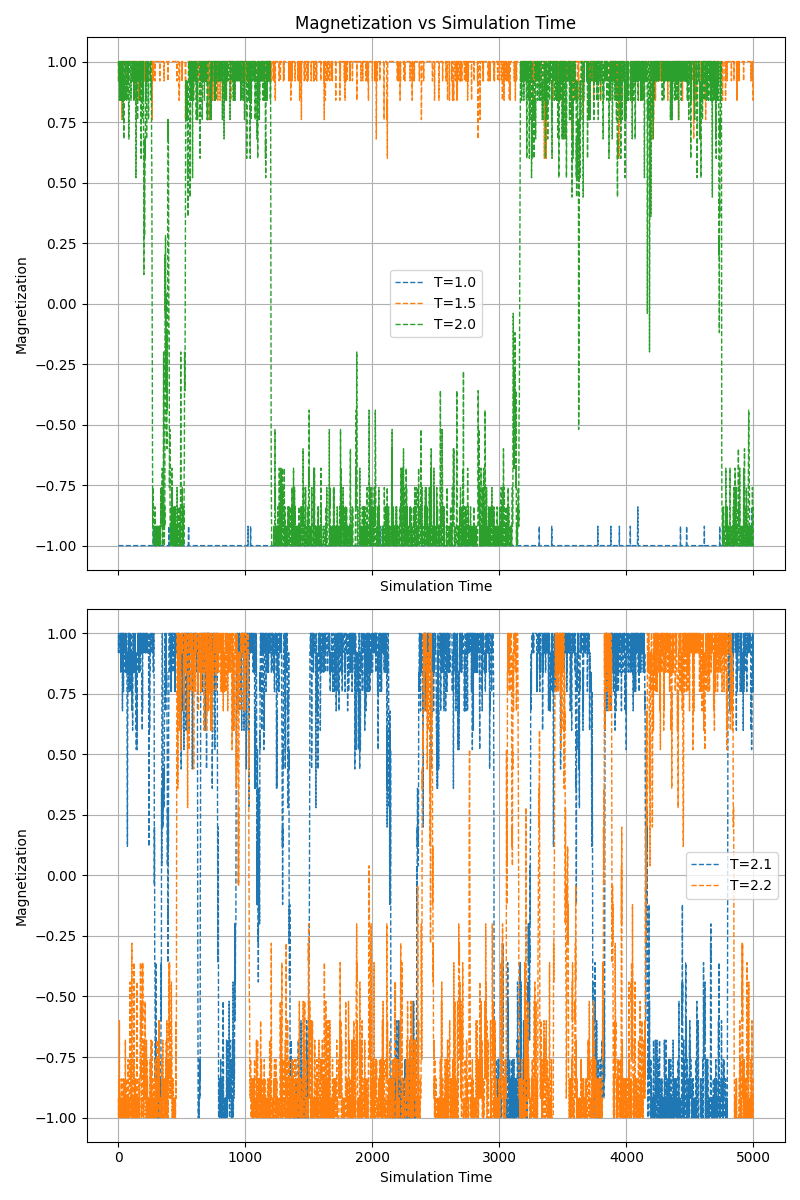 Magnetization vs Simulation Time
1.00
0.75
0.50
0.25
0.00
−0.25
−0.50
−0.75
−1.00
Magnetization
T=1.0
T=1.5
T=2.0
Simulation Time
1.00
0.75
0.50
0.25
0.00
−0.25
−0.50
−0.75
−1.00
Magnetization
T=2.1
T=2.2
0 1000 2000 3000 4000 5000
Simulation Time